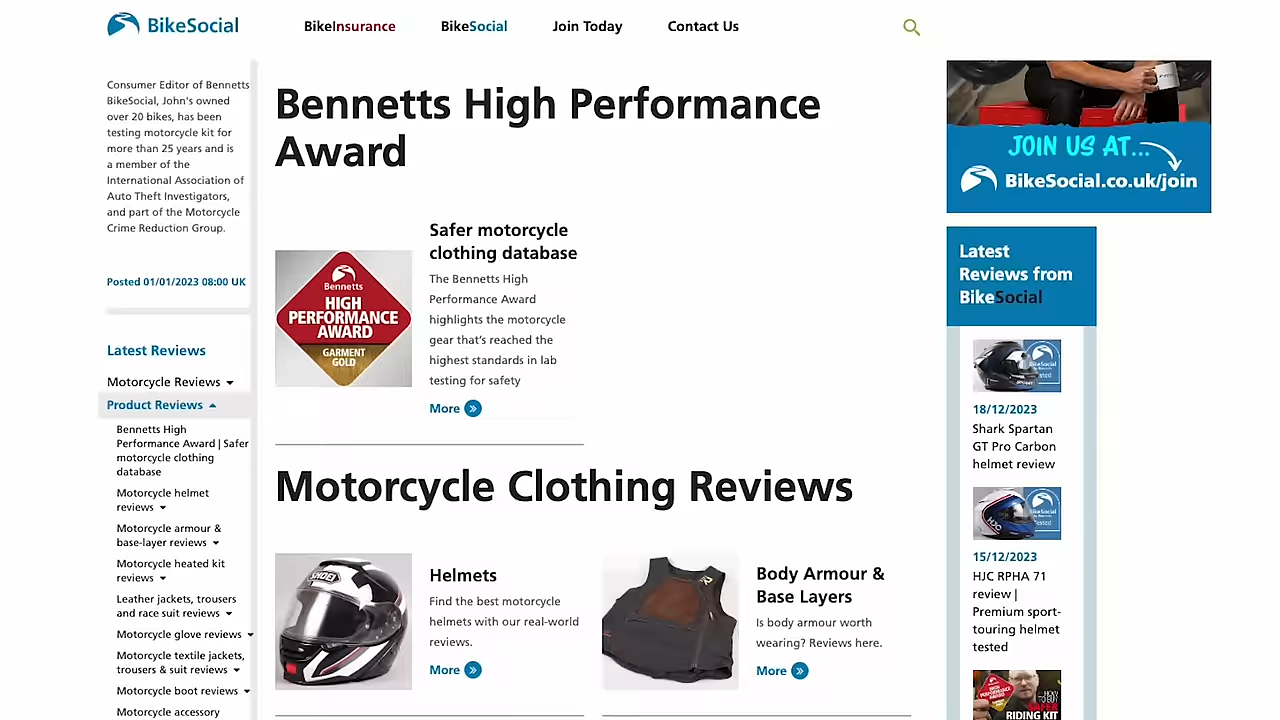 BikeSocial
BikeInsurance
BikeSocial
Join Today
Contact Us
Consumer Editor of Bennetts
BikeSocial, John's owned
over 20 bikes, has been
testing motorcycle kit for
more than 25 years and is
a member of the
International Association of
Auto Theft Investigators,
and part of the Motorcycle
Crime Reduction Group.
Posted 01/01/2023 08:00 UK
Latest Reviews
Motorcycle Reviews
Product Reviews
Bennetts High
Performance Award | Safer
motorcycle clothing
database
Motorcycle helmet
reviews
Motorcycle armour &
base-layer reviews
Motorcycle heated kit
reviews
Leather jackets, trousers
and race suit reviews
Motorcycle glove reviews
Motorcycle textile jackets,
trousers & suit reviews
Motorcycle boot reviews
Motorcycle accessory
Bennetts High Performance
Award
Bennetts
HIGH
PERFORMANCE
AWARD
GARMENT
GOLD
Safer motorcycle
clothing database
The Bennetts High
Performance Award
highlights the motorcycle
gear that's reached the
highest standards in lab
testing for safety
More
Motorcycle Clothing Reviews
SHOEI
Helmets
Find the best motorcycle
helmets with our real-world
reviews.
More
Body Armour &
Base Layers
Is body armour worth
wearing? Reviews here.
More
JOIN US AT...
BikeSocial.co.uk/join
Latest
Reviews from
BikeSocial
BikeSocial
18/12/2023
Shark Spartan
GT Pro Carbon
helmet review
BikeSocial
HJC
15/12/2023
HJC RPHA 71
review |
Premium sport-
touring helmet
tested
HIGH
PERFORMANCE
AWARD
SAFER
RIDING KIT